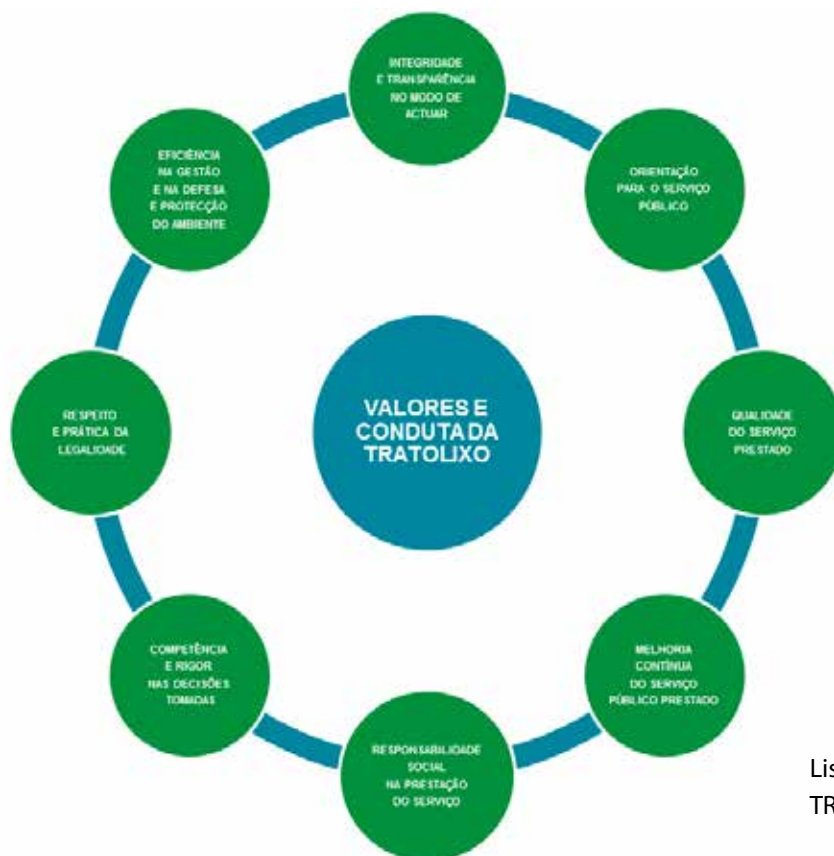 INTEGRIDADE
E TRANSPARÊNCIA
NO MODO DE
ACTUAR
ORIENTAÇÃO
PARA O SERVIÇO
PÚBLICO
QUALIDADE
DO SERVIÇO
PRESTADO
MELHORIA
CONTÍNUA
DO SERVIÇO
PÚBLICO PRESTADO
RESPONSABILIDADE
SOCIAL
NA PRESTAÇÃO
DO SERVIÇO
COMPETÊNCIA
E RIGOR
NAS DECISÕES
TOMADAS
RESPEITO
E PRÁTICA DA
LEGALIDADE
EFICIÊNCIA
NA GESTÃO
E NA DEFESA
E PROTECÇÃO
DO AMBIENTE
VALORES E
CONDUTA DA
TRATOLIXO
Lis
TR